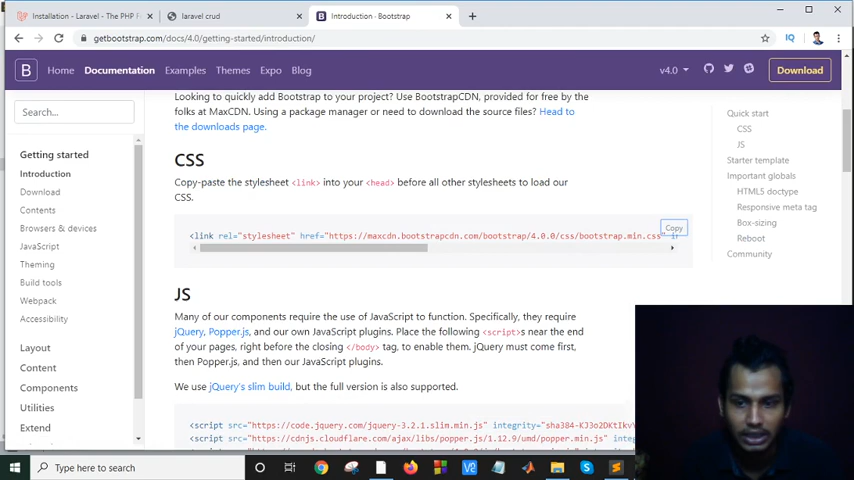 Installation - Laravel - The PHP F
laravel crud
Introduction · Bootstrap
getbootstrap.com/docs/4.0/getting-started/introduction/
IQ
B
Home
Documentation
Examples
Themes
Expo
Blog
v4.0
Download
Search...
Getting started
Introduction
Download
Contents
Browsers & devices
JavaScript
Theming
Build tools
Webpack
Accessibility
Layout
Content
Components
Utilities
Extend
Looking to quickly add Bootstrap to your project? Use BootstrapCDN, provided for free by the
folks at MaxCDN. Using a package manager or need to download the source files? Head to
the downloads page.
CSS
Copy-paste the stylesheet <link> into your <head> before all other stylesheets to load our
CSS.
Copy
<link rel="stylesheet" href="https://maxcdn.bootstrapcdn.com/bootstrap/4.0.0/css/bootstrap.min.css"
JS
Many of our components require the use of JavaScript to function. Specifically, they require
jQuery, Popper.js, and our own JavaScript plugins. Place the following <script>s near the end
of your pages, right before the closing </body> tag, to enable them. jQuery must come first,
then Popper.js, and then our JavaScript plugins.
We use jQuery's slim build, but the full version is also supported.
<script src="https://code.jquery.com/jquery-3.2.1.slim.min.js" integrity="sha384-KJ3o2DKtIkv
<script src="https://cdnjs.cloudflare.com/ajax/libs/popper.js/1.12.9/umd/popper.min.js" integ
Quick start
CSS
JS
Starter template
Important globals
HTML5 doctype
Responsive meta tag
Box-sizing
Reboot
Community
Type here to search